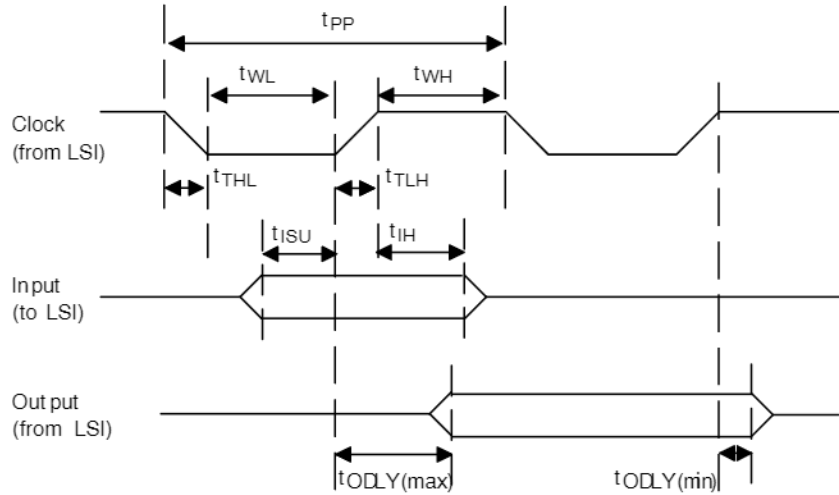 tPP
tWL
tWH
Clock
(from LSI)
tTHL
tTLH
tISU
tIH
Input
(to LSI)
Output
(from LSI)
tODLY(max)
tODLY(min)